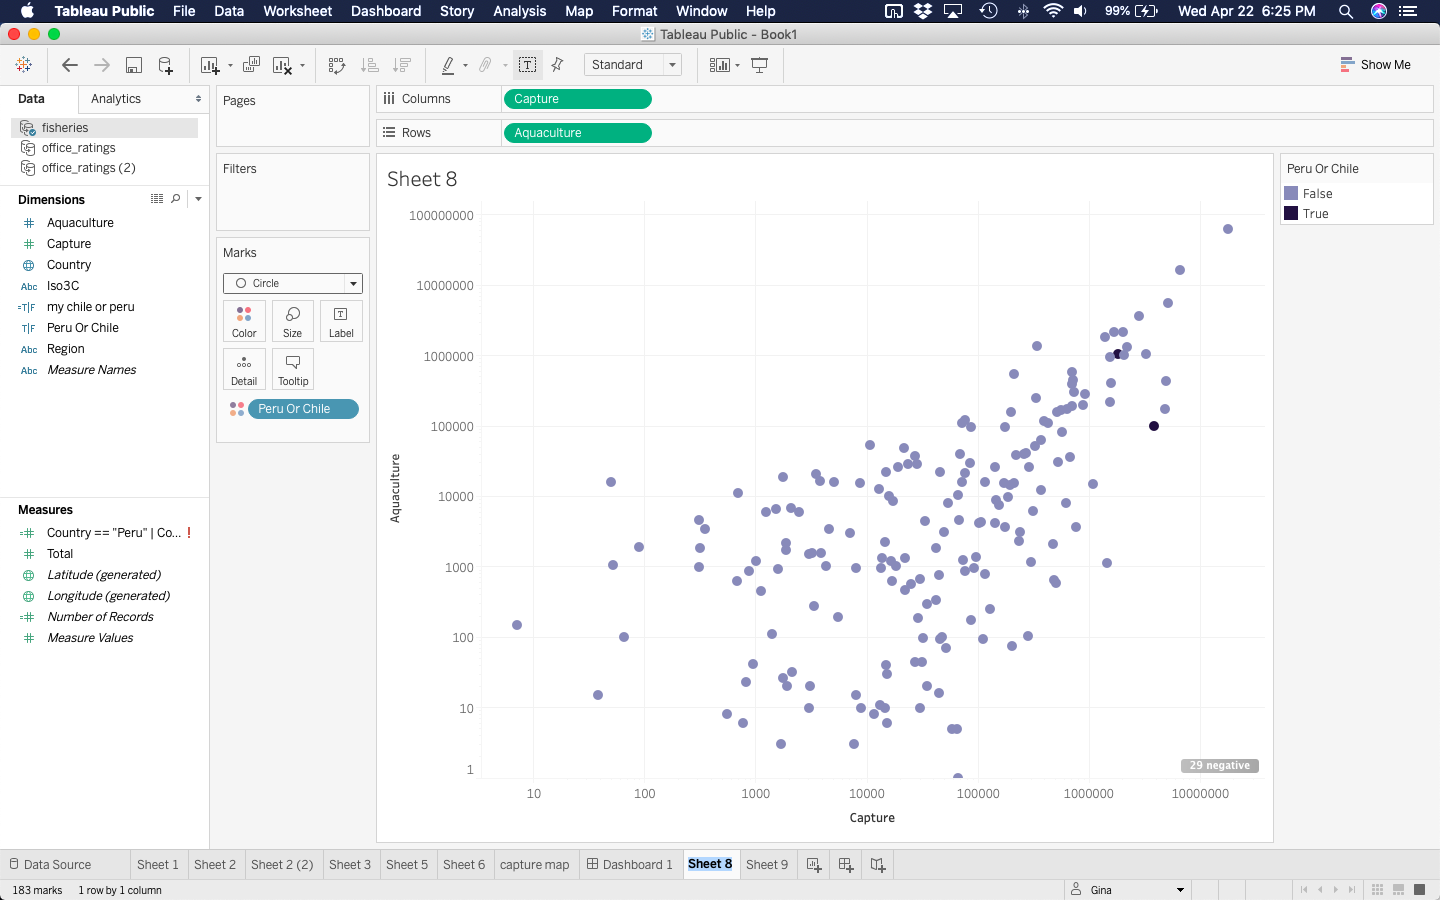 Tableau Public File Data Worksheet Dashboard Story Analysis Map Format Window Help 99% Wed Apr 22 6:25 PM
Tableau Public - Book1
Standard Show Me
Data Analytics
fisheries
office_ratings
office_ratings (2)
Dimensions
# Aquaculture
# Capture
Country
Abc Iso3C
=T|F my chile or peru
T|F Peru Or Chile
Abc Region
Abc Measure Names
Measures
=# Country == "Peru" | Co... !
# Total
Latitude (generated)
Longitude (generated)
=# Number of Records
# Measure Values
Pages
Filters
Marks
Circle
Color Size Label
Detail Tooltip
Peru Or Chile
Columns Capture
Rows Aquaculture
Sheet 8
100000000
10000000
1000000
100000
10000
1000
100
10
1
Aquaculture
29 negative
10 100 1000 10000 100000 1000000 10000000
Capture
Peru Or Chile
False
True
Data Source Sheet 1 Sheet 2 Sheet 2 (2) Sheet 3 Sheet 5 Sheet 6 capture map Dashboard 1 Sheet 8 Sheet 9
183 marks 1 row by 1 column Gina